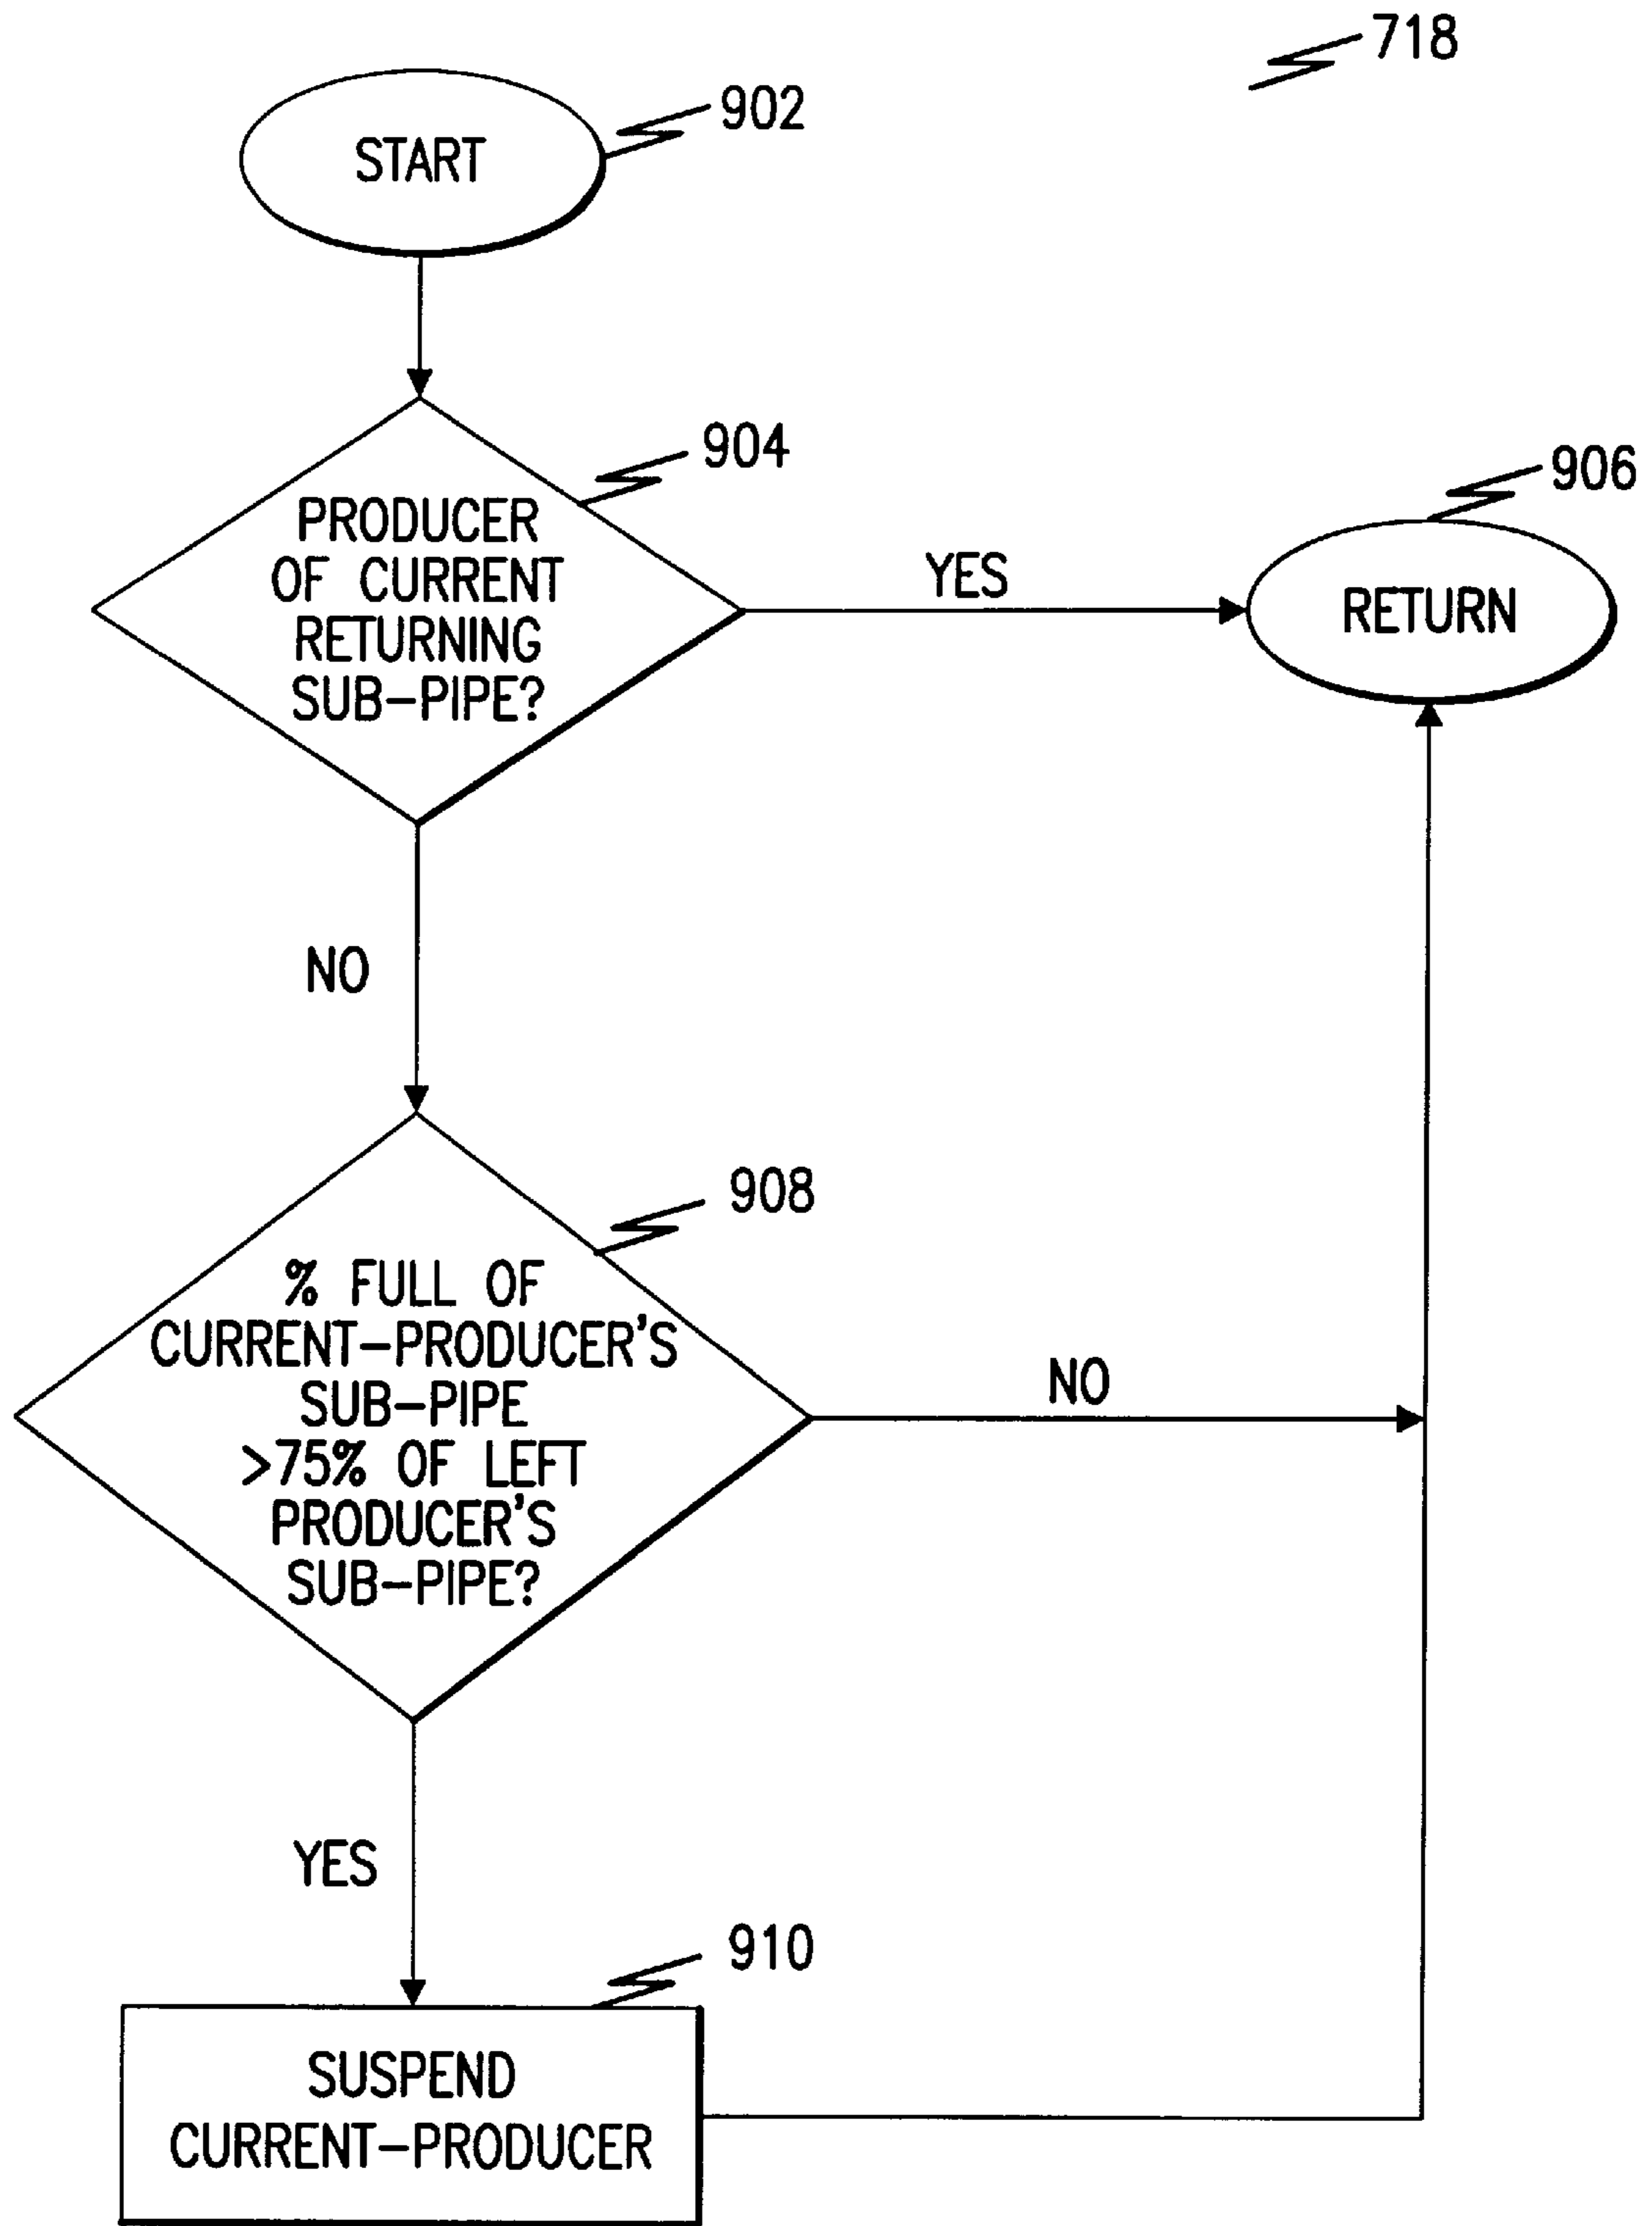 718
902
START
904
PRODUCER
OF CURRENT
RETURNING
SUB-PIPE?
YES
906
RETURN
NO
908
% FULL OF
CURRENT-PRODUCER'S
SUB-PIPE
>75% OF LEFT
PRODUCER'S
SUB-PIPE?
NO
YES
910
SUSPEND
CURRENT-PRODUCER